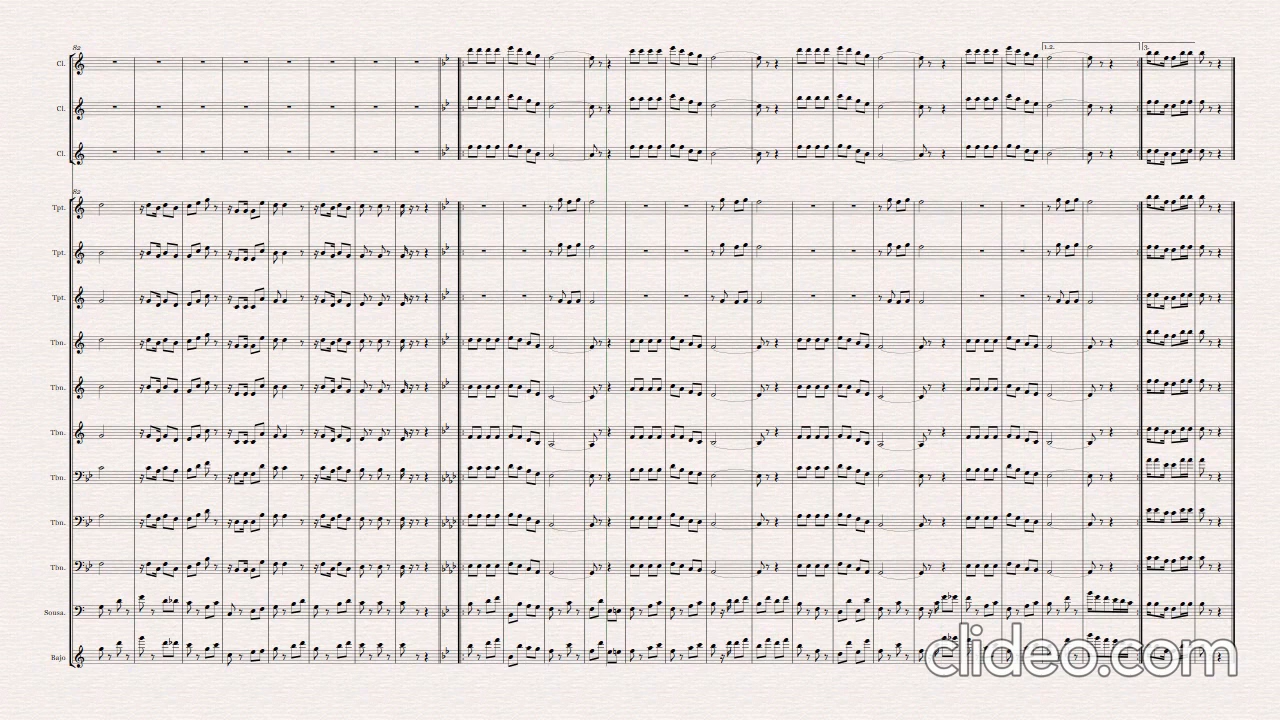 82
Cl.
1.2.
3.
Cl.
Cl.
82
Tpt.
Tpt.
Tpt.
Tbn.
Tbn.
Tbn.
Tbn.
Tbn.
Tbn.
Sousa.
Bajo
clideo.com